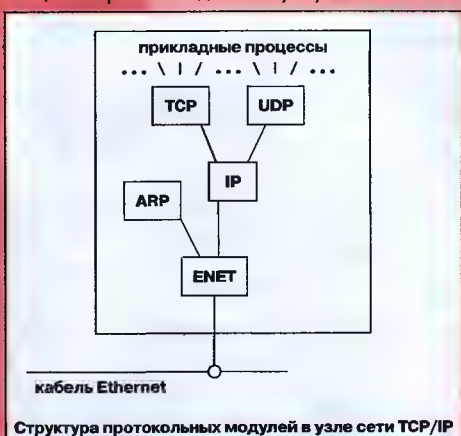 прикладные процессы
... \ | / ... \ | / ...
TCP UDP
IP
ARP
ENET
кабель Ethernet
Структура протокольных модулей в узле сети TCP/IP